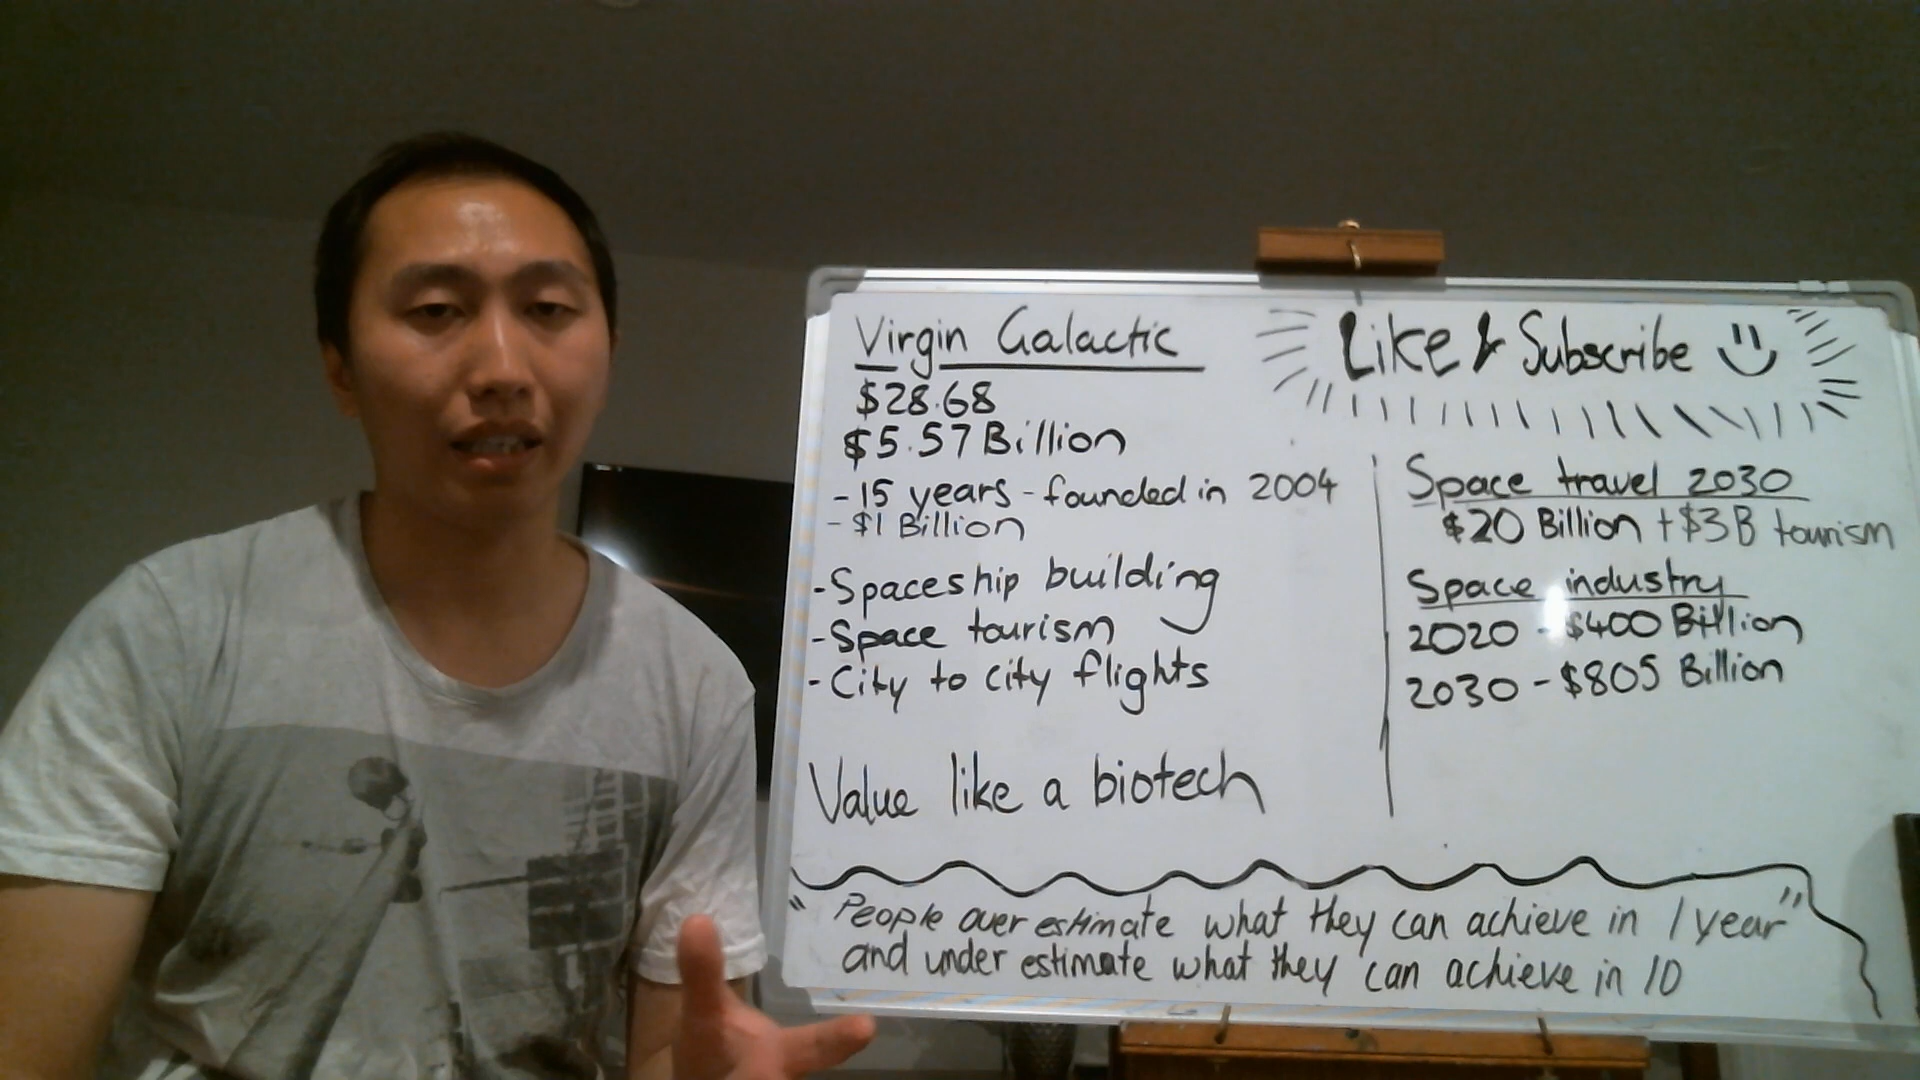 Virgin Galactic
$28.68
$5.57 Billion
- 15 years - founded in 2004
- $1 Billion
- Spaceship building
- Space tourism
- City to city flights
Value like a biotech
Like & Subscribe
Space travel 2030
$20 Billion + $3B tourism
Space industry
2020 - $400 Billion
2030 - $805 Billion
"People over estimate what they can achieve in 1 year"
and under estimate what they can achieve in 10